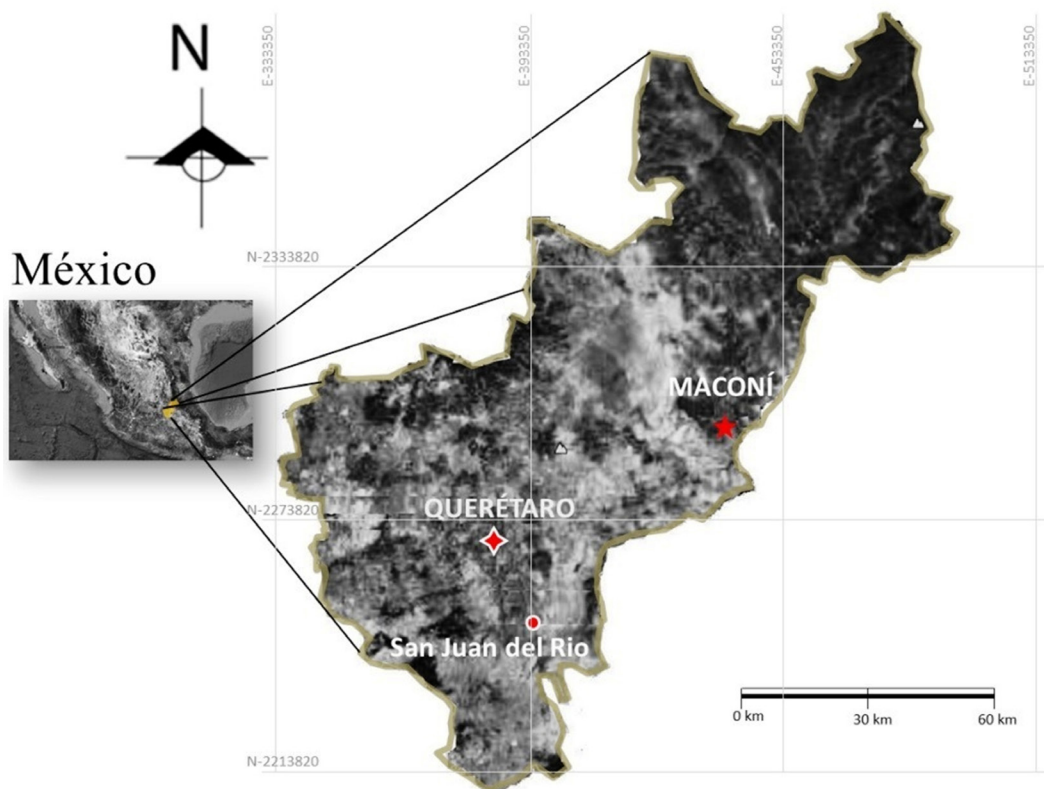 N
E-333350
E-393350
E-453350
E-513350
México
N-2333820
MACONÍ
QUERÉTARO
N-2273820
San Juan del Rio
0 km
30 km
60 km
N-2213820